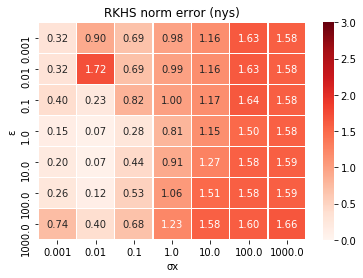 RKHS norm error (nys)
0.001 0.32 0.90 0.69 0.98 1.16 1.63 1.58
0.01 0.32 1.72 0.69 0.99 1.16 1.63 1.58
0.1 0.40 0.23 0.82 1.00 1.17 1.64 1.58
1.0 0.15 0.07 0.28 0.81 1.15 1.50 1.58
10.0 0.20 0.07 0.44 0.91 1.27 1.58 1.59
100.0 0.26 0.12 0.53 1.06 1.51 1.58 1.59
1000.0 0.74 0.40 0.68 1.23 1.58 1.60 1.66
0.001 0.01 0.1 1.0 10.0 100.0 1000.0
σx
ε
3.0
2.5
2.0
1.5
1.0
0.5
0.0